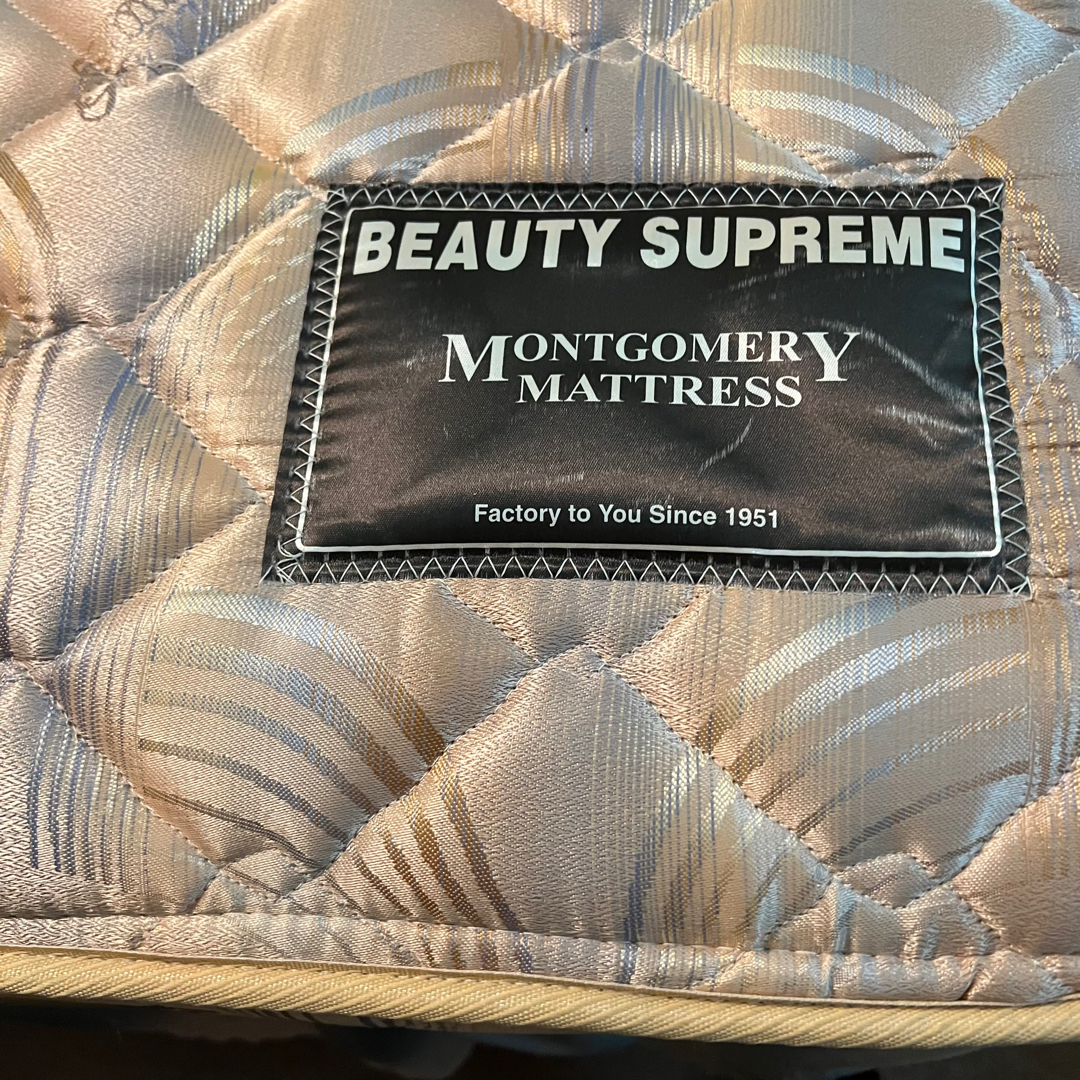 BEAUTY SUPREME
MONTGOMERY
MATTRESS
Factory to You Since 1951